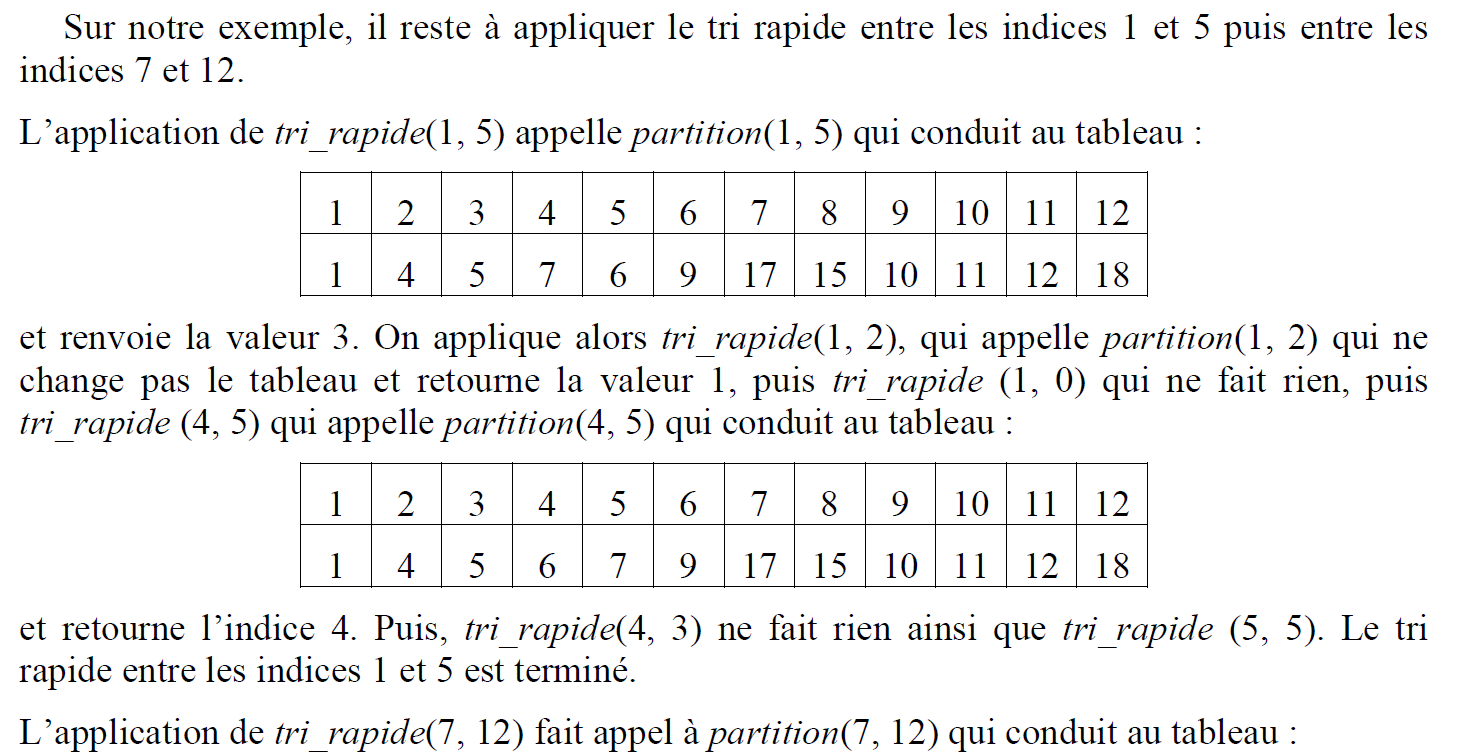 Sur notre exemple, il reste à appliquer le tri rapide entre les indices 1 et 5 puis entre les
indices 7 et 12.
L’application de tri_rapide(1, 5) appelle partition(1, 5) qui conduit au tableau :
1 2 3 4 5 6 7 8 9 10 11 12
1 4 5 7 6 9 17 15 10 11 12 18
et renvoie la valeur 3. On applique alors tri_rapide(1, 2), qui appelle partition(1, 2) qui ne
change pas le tableau et retourne la valeur 1, puis tri_rapide (1, 0) qui ne fait rien, puis
tri_rapide (4, 5) qui appelle partition(4, 5) qui conduit au tableau :
1 2 3 4 5 6 7 8 9 10 11 12
1 4 5 6 7 9 17 15 10 11 12 18
et retourne l’indice 4. Puis, tri_rapide(4, 3) ne fait rien ainsi que tri_rapide (5, 5). Le tri
rapide entre les indices 1 et 5 est terminé.
L’application de tri_rapide(7, 12) fait appel à partition(7, 12) qui conduit au tableau :